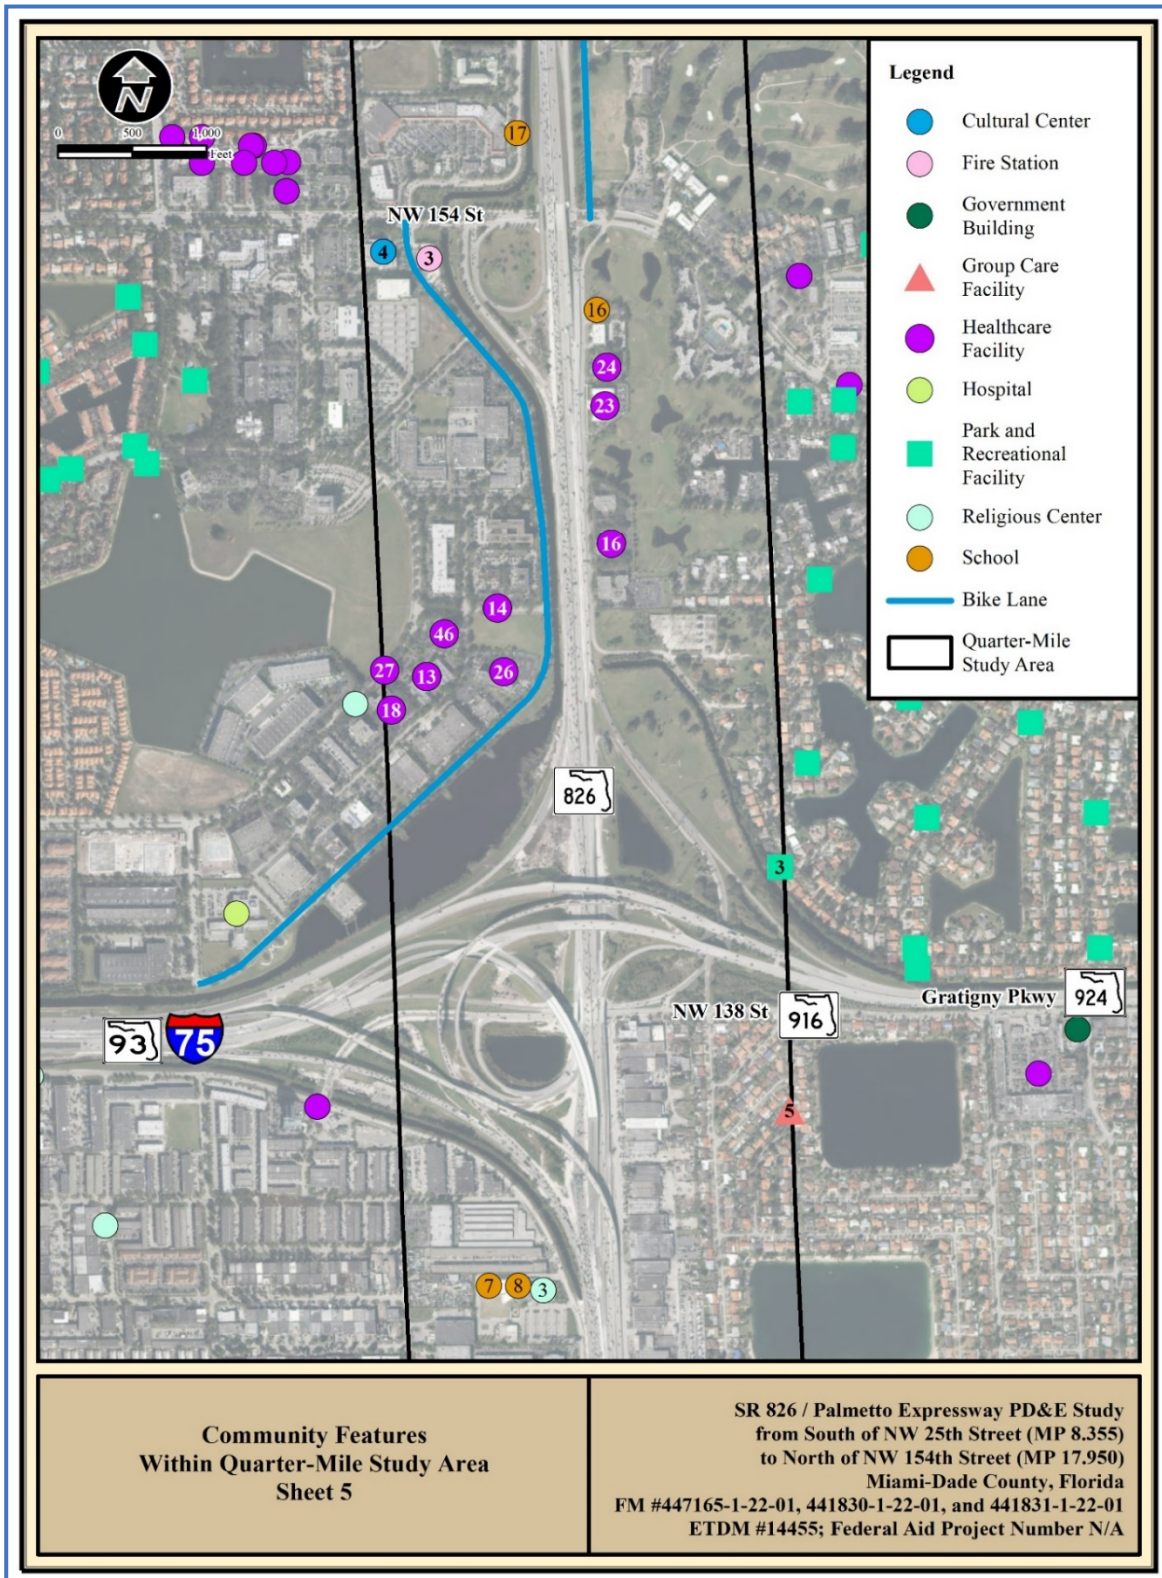 N
0 500 1,000
Feet
17
NW 154 St
4
3
16
24
23
16
14
46
27
13
26
18
826
3
Gratigny Pkwy
924
NW 138 St
916
93
75
5
7
8
3
Legend
Cultural Center
Fire Station
Government
Building
Group Care
Facility
Healthcare
Facility
Hospital
Park and
Recreational
Facility
Religious Center
School
Bike Lane
Quarter-Mile
Study Area
Community Features
Within Quarter-Mile Study Area
Sheet 5
SR 826 / Palmetto Expressway PD&E Study
from South of NW 25th Street (MP 8.355)
to North of NW 154th Street (MP 17.950)
Miami-Dade County, Florida
FM #447165-1-22-01, 441830-1-22-01, and 441831-1-22-01
ETDM #14455; Federal Aid Project Number N/A